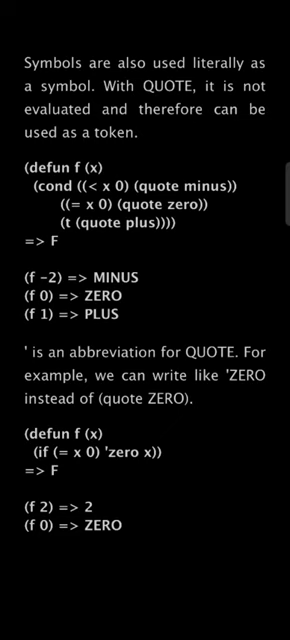 Symbols are also used literally as
a symbol. With QUOTE, it is not
evaluated and therefore can be
used as a token.
(defun f (x)
(cond ((< x 0) (quote minus))
((= x 0) (quote zero))
(t (quote plus))))
=> F
(f -2) => MINUS
(f 0) => ZERO
(f 1) => PLUS
' is an abbreviation for QUOTE. For
example, we can write like 'ZERO
instead of (quote ZERO).
(defun f (x)
(if (= x 0) 'zero x))
=> F
(f 2) => 2
(f 0) => ZERO